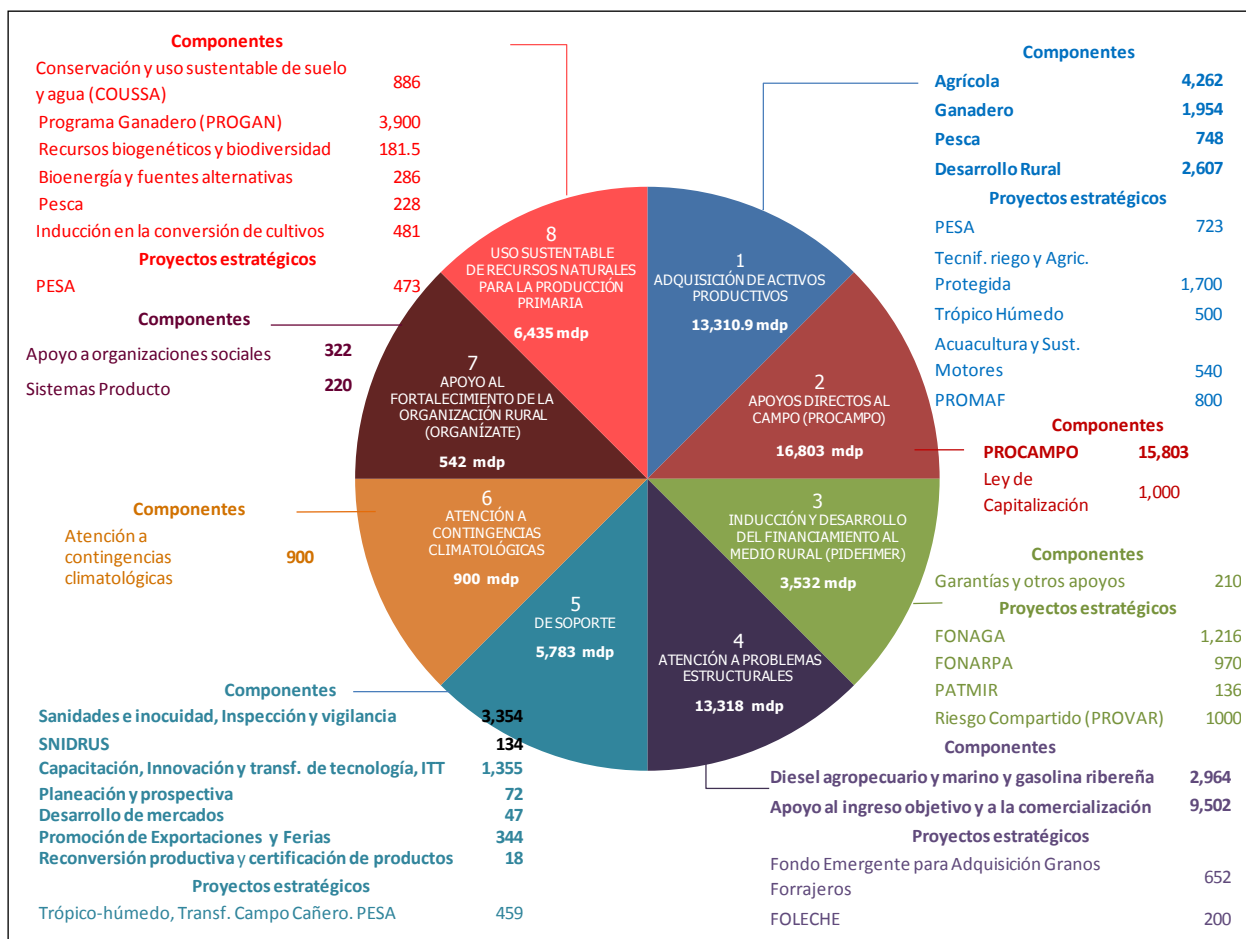 Componentes
Conservación y uso sustentable de suelo
y agua (COUSSA) 886
Programa Ganadero (PROGAN) 3,900
Recursos biogenéticos y biodiversidad 181.5
Bioenergía y fuentes alternativas 286
Pesca 228
Inducción en la conversión de cultivos 481
Proyectos estratégicos
PESA 473
Componentes
Apoyo a organizaciones sociales 322
Sistemas Producto 220
Componentes
Atención a
contingencias 900
climatológicas
Componentes
Sanidades e inocuidad, Inspección y vigilancia 3,354
SNIDRUS 134
Capacitación, Innovación y transf. de tecnología, ITT 1,355
Planeación y prospectiva 72
Desarrollo de mercados 47
Promoción de Exportaciones y Ferias 344
Reconversión productiva y certificación de productos 18
Proyectos estratégicos
Trópico-húmedo, Transf. Campo Cañero. PESA 459
8
USO SUSTENTABLE
DE RECURSOS NATURALES
PARA LA PRODUCCIÓN
PRIMARIA
6,435 mdp
1
ADQUISICIÓN DE ACTIVOS
PRODUCTIVOS
13,310.9 mdp
7
APOYO AL
FORTALECIMIENTO DE LA
ORGANIZACIÓN RURAL
(ORGANÍZATE)
542 mdp
2
APOYOS DIRECTOS AL
CAMPO (PROCAMPO)
16,803 mdp
6
ATENCIÓN A
CONTINGENCIAS
CLIMATOLÓGICAS
900 mdp
3
INDUCCIÓN Y DESARROLLO
DEL FINANCIAMIENTO AL
MEDIO RURAL (PIDEFIMER)
3,532 mdp
5
DE SOPORTE
5,783 mdp
4
ATENCIÓN A PROBLEMAS
ESTRUCTURALES
13,318 mdp
Componentes
Agrícola 4,262
Ganadero 1,954
Pesca 748
Desarrollo Rural 2,607
Proyectos estratégicos
PESA 723
Tecnif. riego y Agric.
Protegida 1,700
Trópico Húmedo 500
Acuacultura y Sust.
Motores 540
PROMAF 800
Componentes
PROCAMPO 15,803
Ley de
Capitalización 1,000
Componentes
Garantías y otros apoyos 210
Proyectos estratégicos
FONAGA 1,216
FONARPA 970
PATMIR 136
Riesgo Compartido (PROVAR) 1000
Componentes
Diesel agropecuario y marino y gasolina ribereña 2,964
Apoyo al ingreso objetivo y a la comercialización 9,502
Proyectos estratégicos
Fondo Emergente para Adquisición Granos
Forrajeros 652
FOLECHE 200